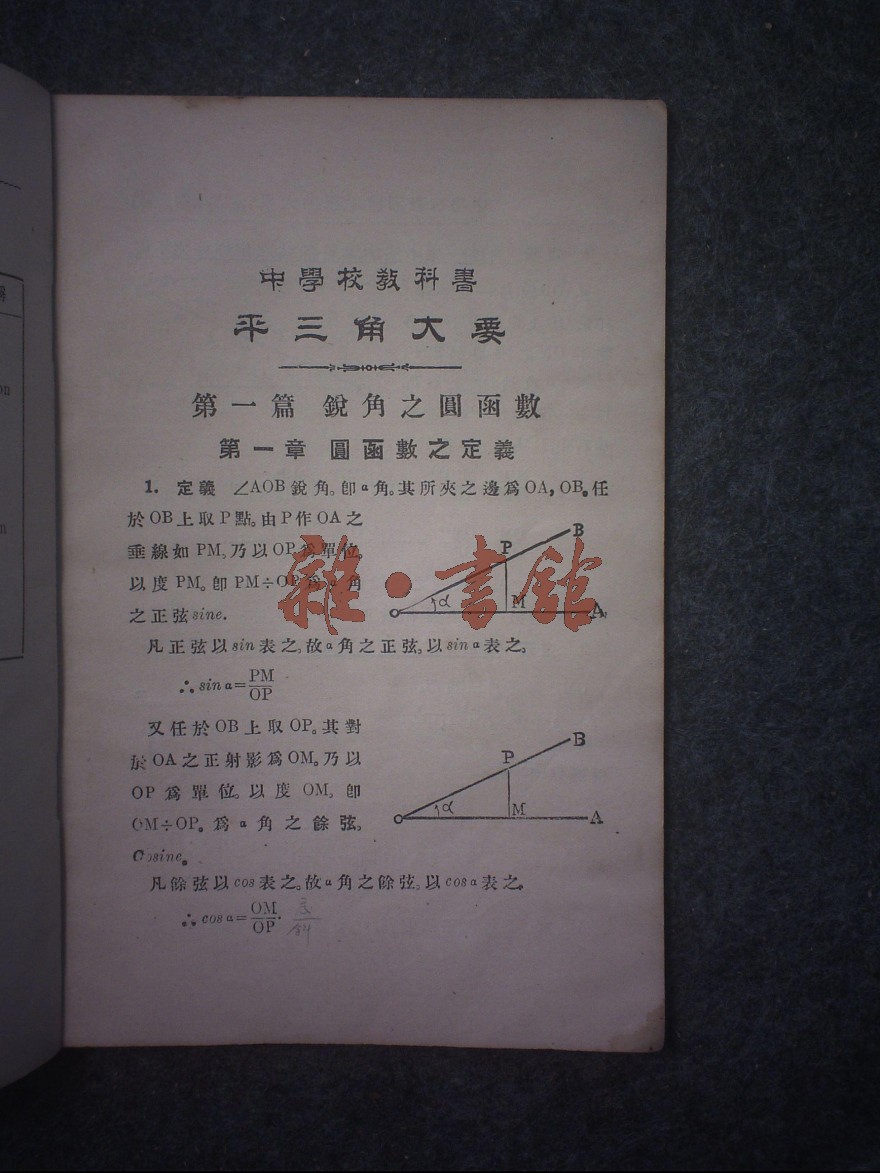 中學校教科書
平三角大要
第一篇 銳角之圓函數
第一章 圓函數之定義
1. 定義 ∠AOB銳角。卽α角。其所夾之邊爲OA, OB。任
於OB上取P點。由P作OA之
垂線如PM。乃以OP爲單位。
以度PM。卽PM÷OP爲α角
之正弦sine.
B
P
α
O
M
A
雜·書館
凡正弦以sin表之。故α角之正弦。以sin α表之。
∴ sin α=PM/OP
又任於OB上取OP。其對
於OA之正射影爲OM。乃以
OP爲單位。以度OM。卽
OM÷OP。爲α角之餘弦。
Cosine。
B
P
α
O
M
A
凡餘弦以cos表之。故α角之餘弦。以cos α表之。
∴ cos α=OM/OP. 底/斜
on
n